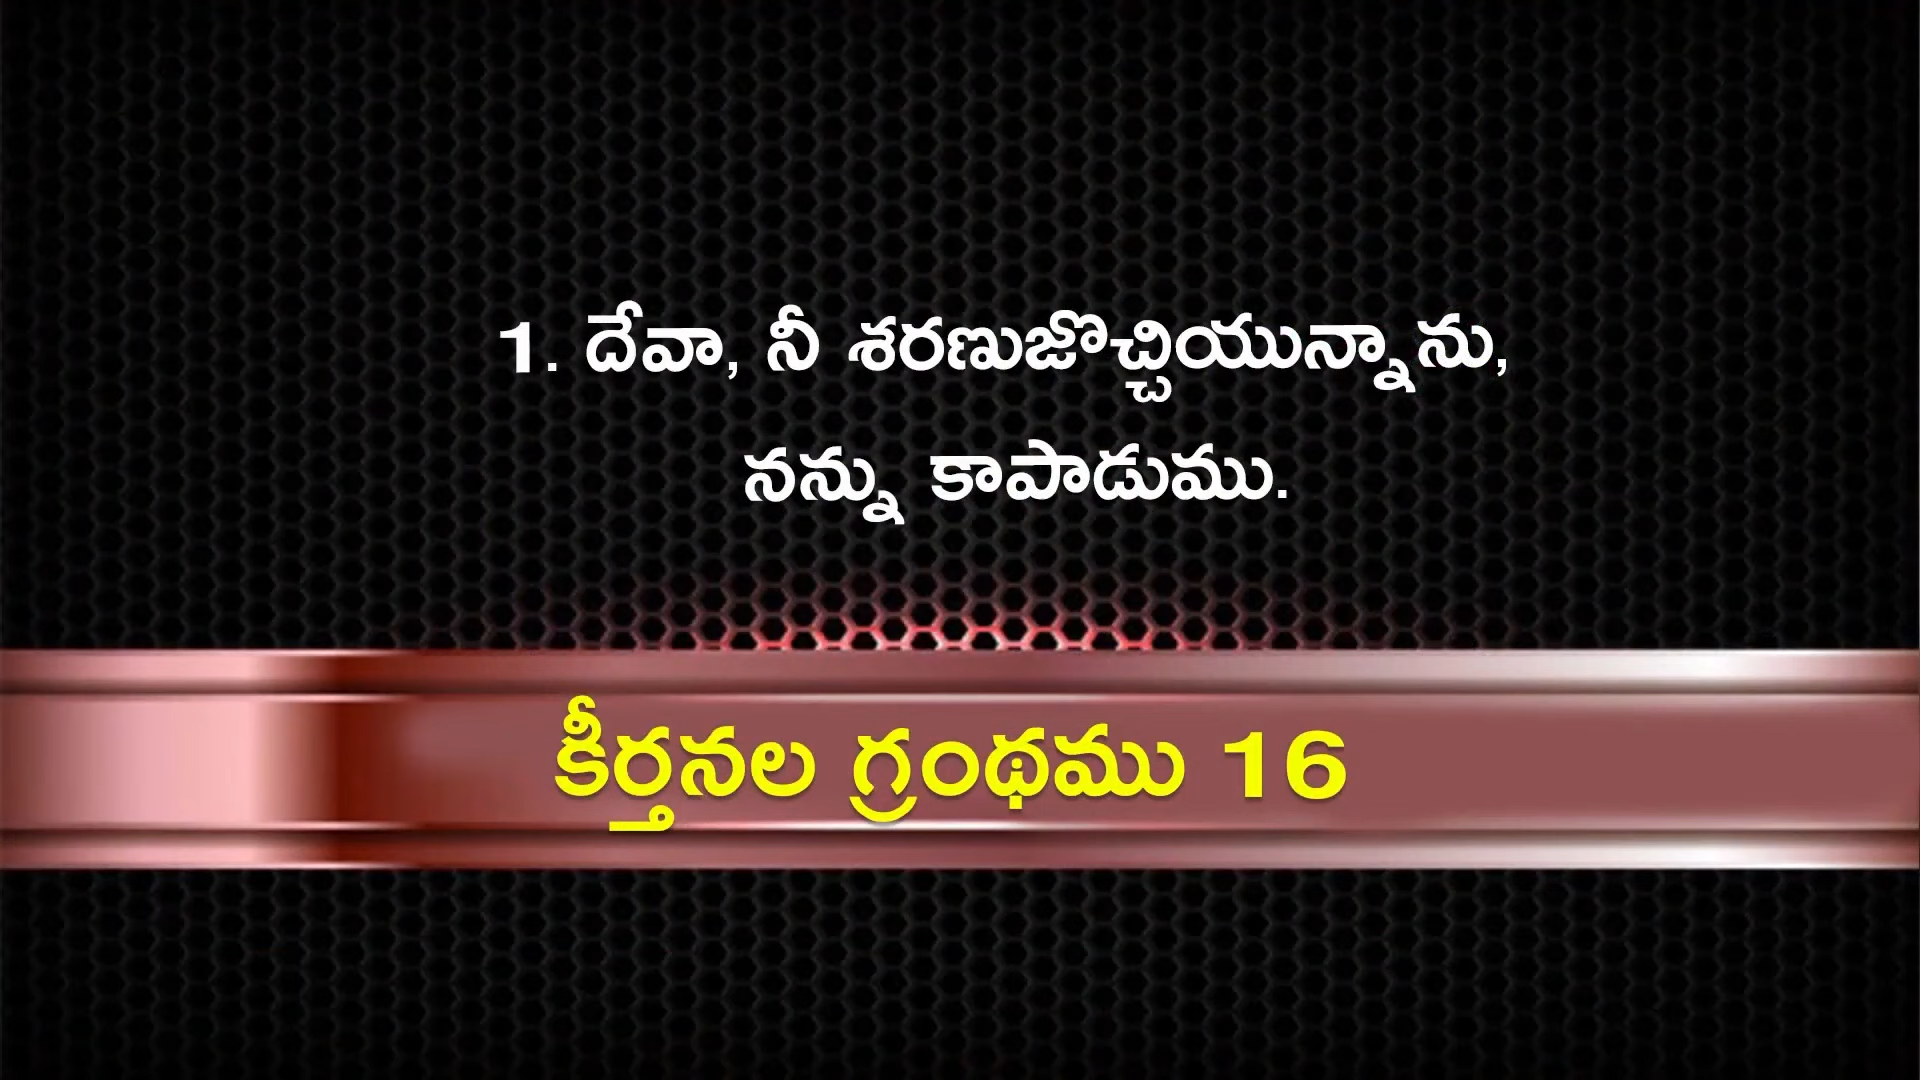 1. దేవా, నీ శరణుజొచ్చియున్నాను,
నన్ను కాపాడుము.
కీర్తనల గ్రంథము 16